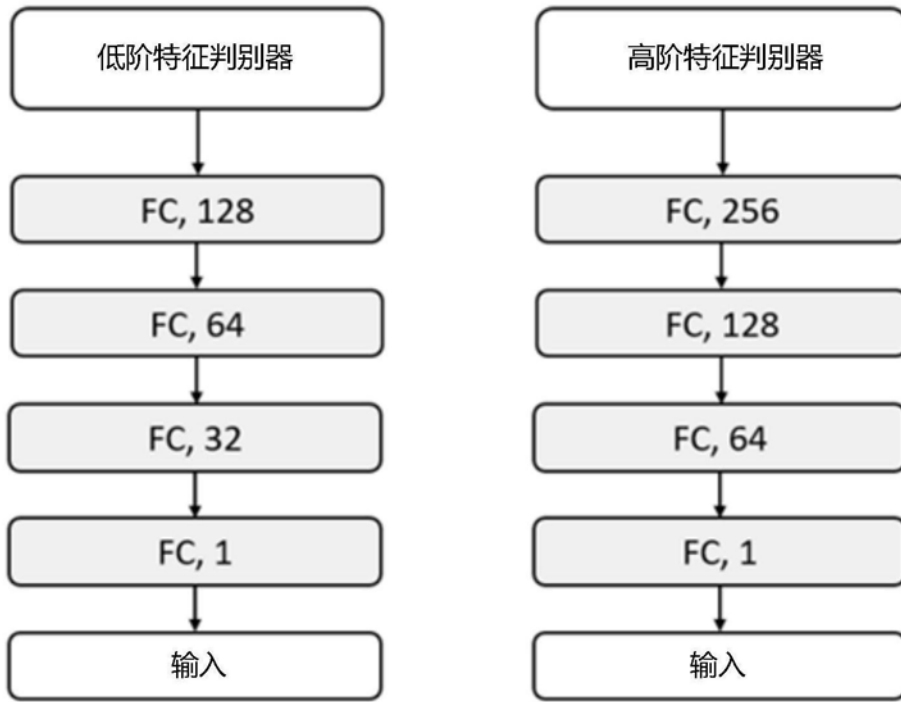 低阶特征判别器
FC, 128
FC, 64
FC, 32
FC, 1
输入
高阶特征判别器
FC, 256
FC, 128
FC, 64
FC, 1
输入